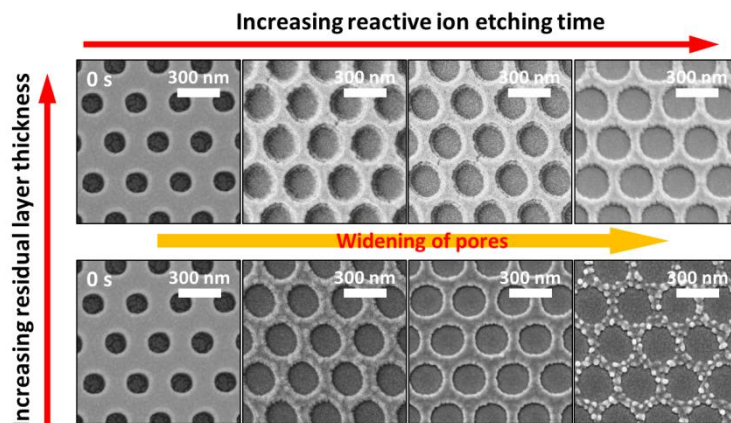 Increasing reactive ion etching time
Increasing residual layer thickness
0 s
300 nm
300 nm
300 nm
300 nm
Widening of pores
0 s
300 nm
300 nm
300 nm
300 nm